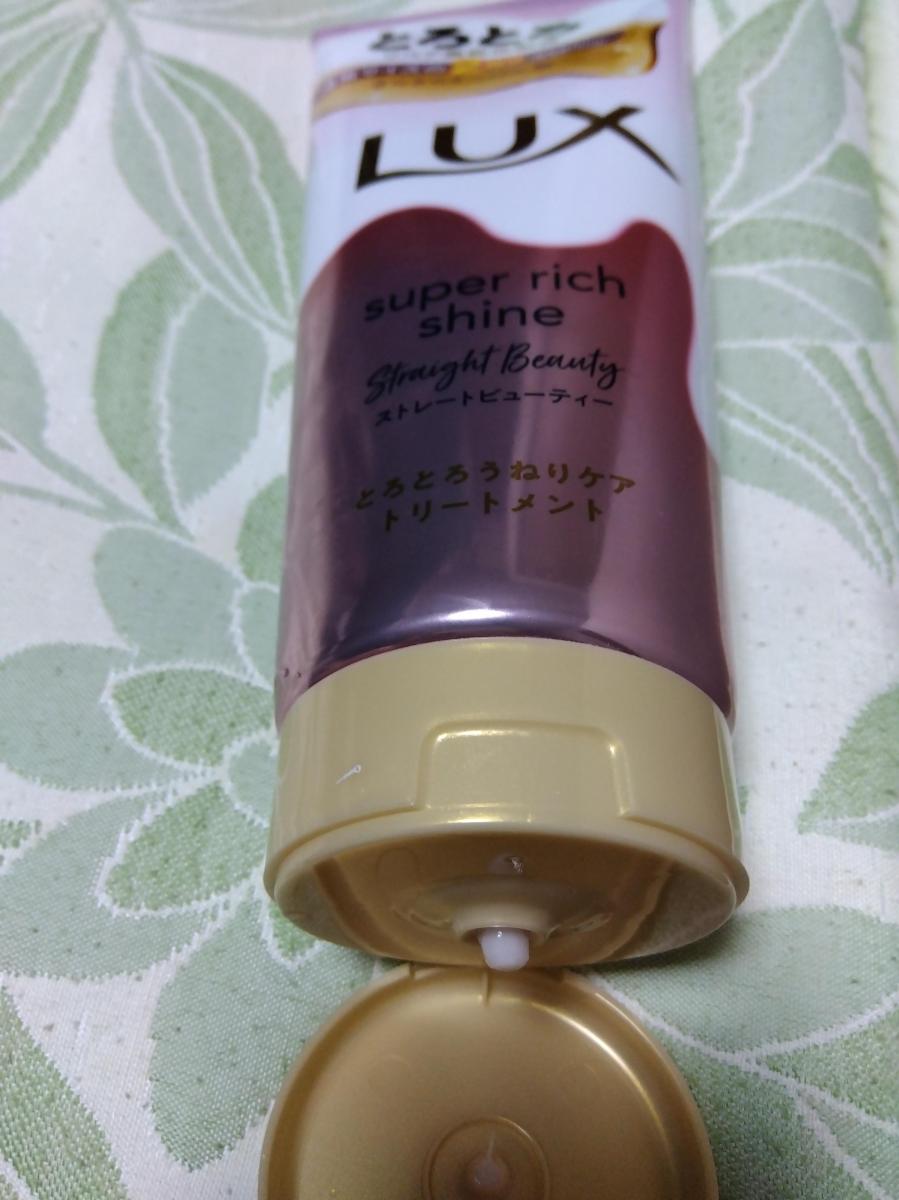 とろとろ
LUX
super rich
shine
Straight Beauty
ストレートビューティー
とろとろうねりケア
トリートメント